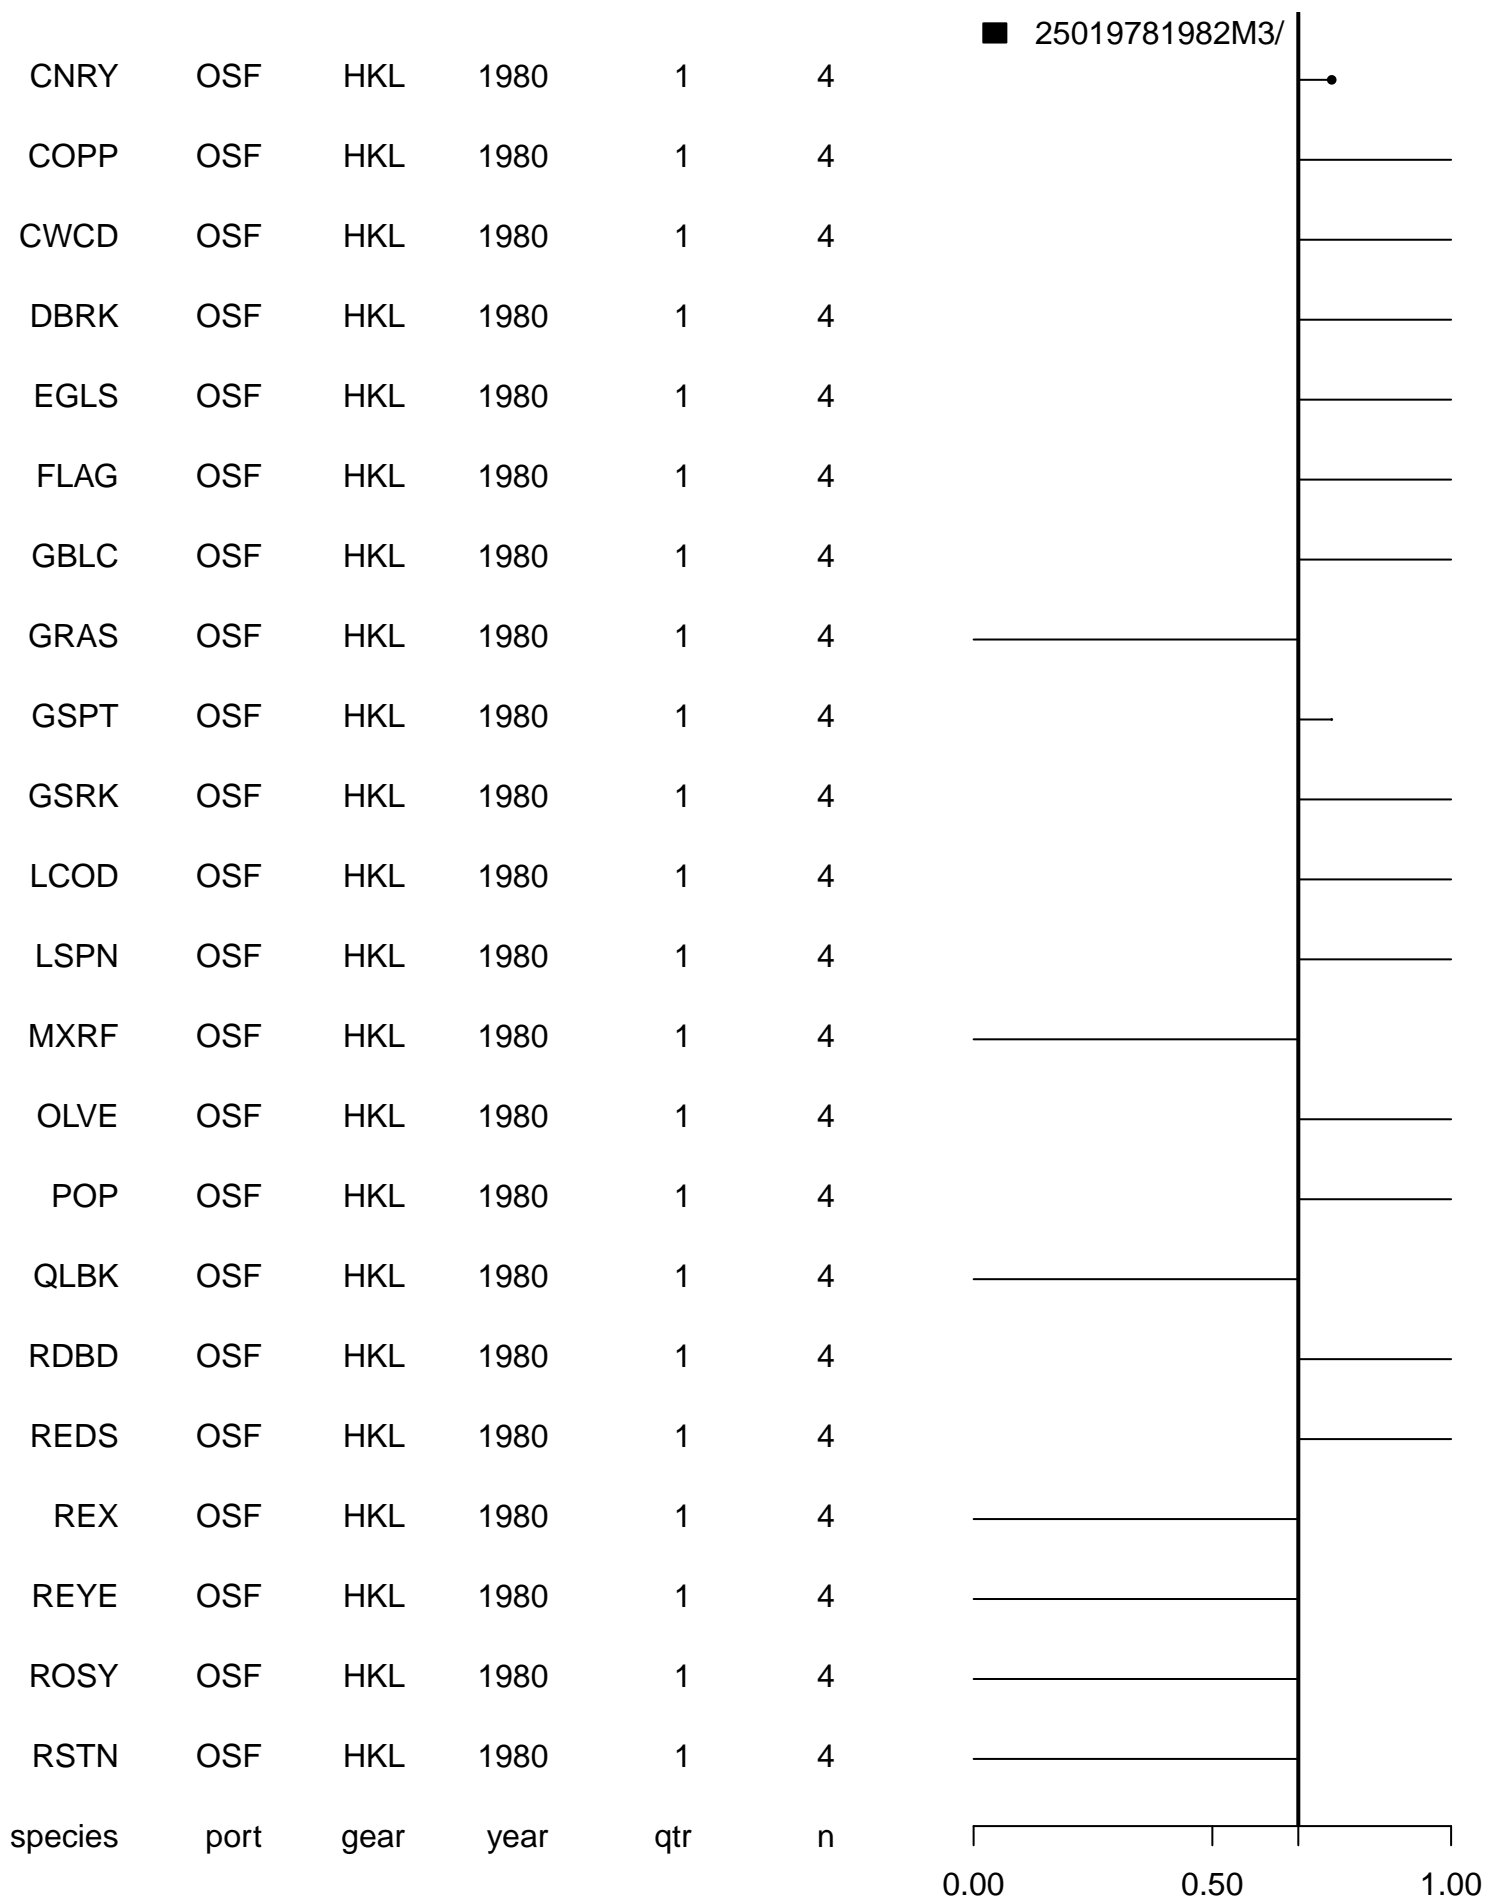 25019781982M3/
CNRY OSF HKL 1980 1 4
COPP OSF HKL 1980 1 4
CWCD OSF HKL 1980 1 4
DBRK OSF HKL 1980 1 4
EGLS OSF HKL 1980 1 4
FLAG OSF HKL 1980 1 4
GBLC OSF HKL 1980 1 4
GRAS OSF HKL 1980 1 4
GSPT OSF HKL 1980 1 4
GSRK OSF HKL 1980 1 4
LCOD OSF HKL 1980 1 4
LSPN OSF HKL 1980 1 4
MXRF OSF HKL 1980 1 4
OLVE OSF HKL 1980 1 4
POP OSF HKL 1980 1 4
QLBK OSF HKL 1980 1 4
RDBD OSF HKL 1980 1 4
REDS OSF HKL 1980 1 4
REX OSF HKL 1980 1 4
REYE OSF HKL 1980 1 4
ROSY OSF HKL 1980 1 4
RSTN OSF HKL 1980 1 4
species port gear year qtr n
0.00 0.50 1.00